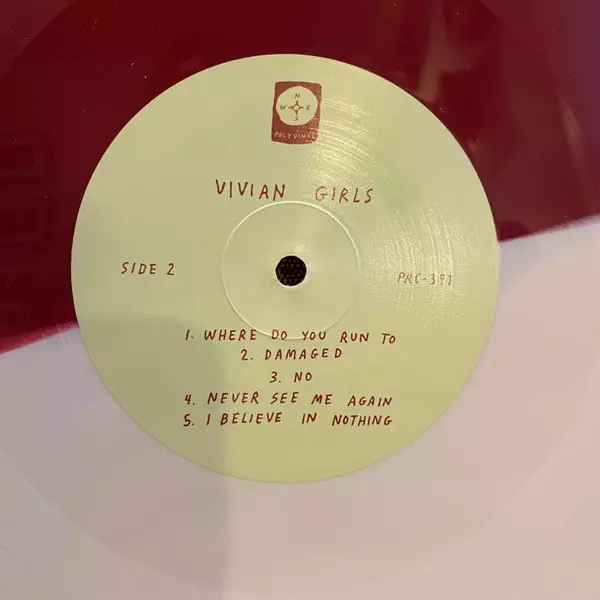 N
W E
S
POLYVINYL
VIVIAN GIRLS
SIDE 2
PRC-391
1. WHERE DO YOU RUN TO
2. DAMAGED
3. NO
4. NEVER SEE ME AGAIN
5. I BELIEVE IN NOTHING